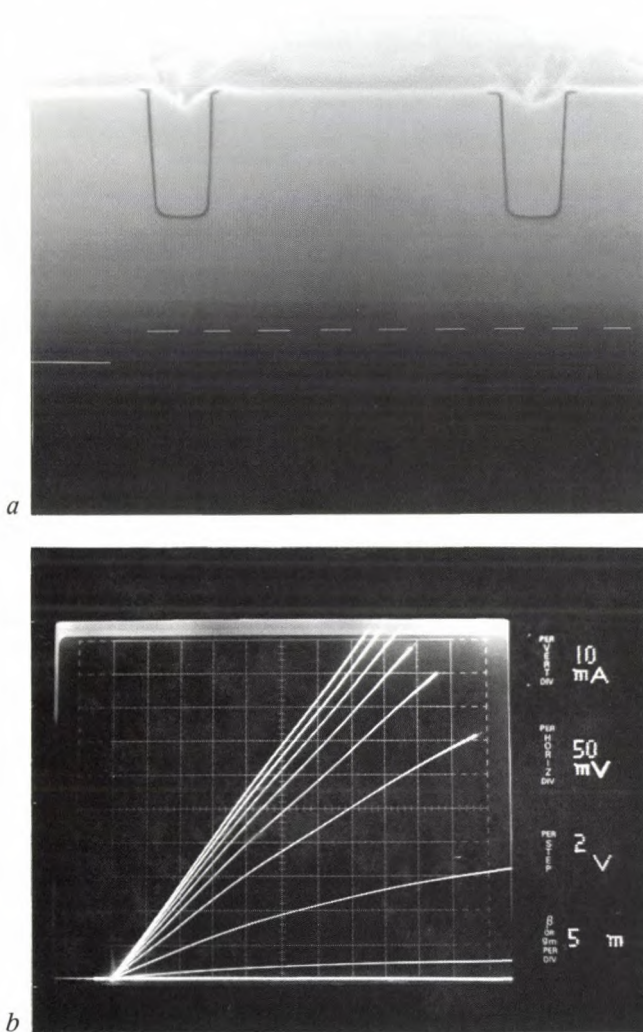 a
PER
VERT
DIV
10
mA
PER
HORIZ
DIV
50
mV
PER
STEP
2
V
β
OR
gm
PER
DIV
5 m
b